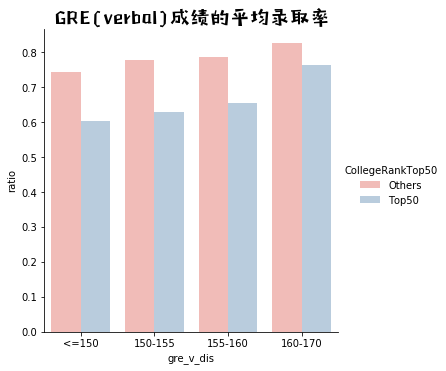 GRE(verbal)成绩的平均录取率
0.8
0.7
0.6
0.5
0.4
0.3
0.2
0.1
0.0
ratio
<=150 150-155 155-160 160-170
gre_v_dis
CollegeRankTop50
Others
Top50